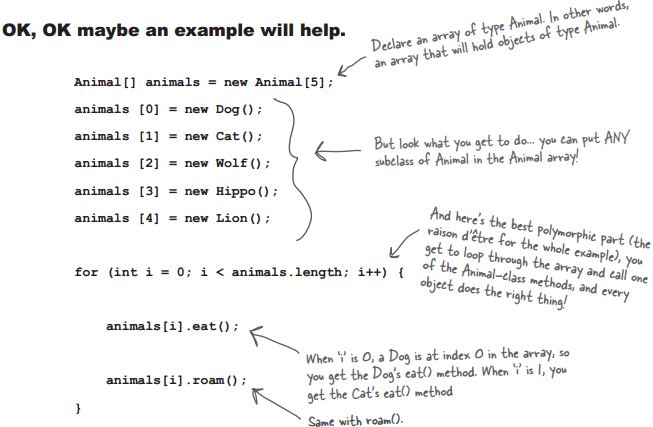 OK, OK maybe an example will help.
Declare an array of type Animal. In other words,
an array that will hold objects of type Animal.
Animal[] animals = new Animal[5];
animals [0] = new Dog();
animals [1] = new Cat();
animals [2] = new Wolf();
animals [3] = new Hippo();
animals [4] = new Lion();
But look what you get to do... you can put ANY
subclass of Animal in the Animal array!
And here's the best polymorphic part (the
raison d'être for the whole example), you
get to loop through the array and call one
of the Animal-class methods, and every
object does the right thing!
for (int i = 0; i < animals.length; i++) {
animals[i].eat();
When 'i' is 0, a Dog is at index 0 in the array, so
you get the Dog's eat() method. When 'i' is 1, you
get the Cat's eat() method
animals[i].roam();
Same with roam().
}